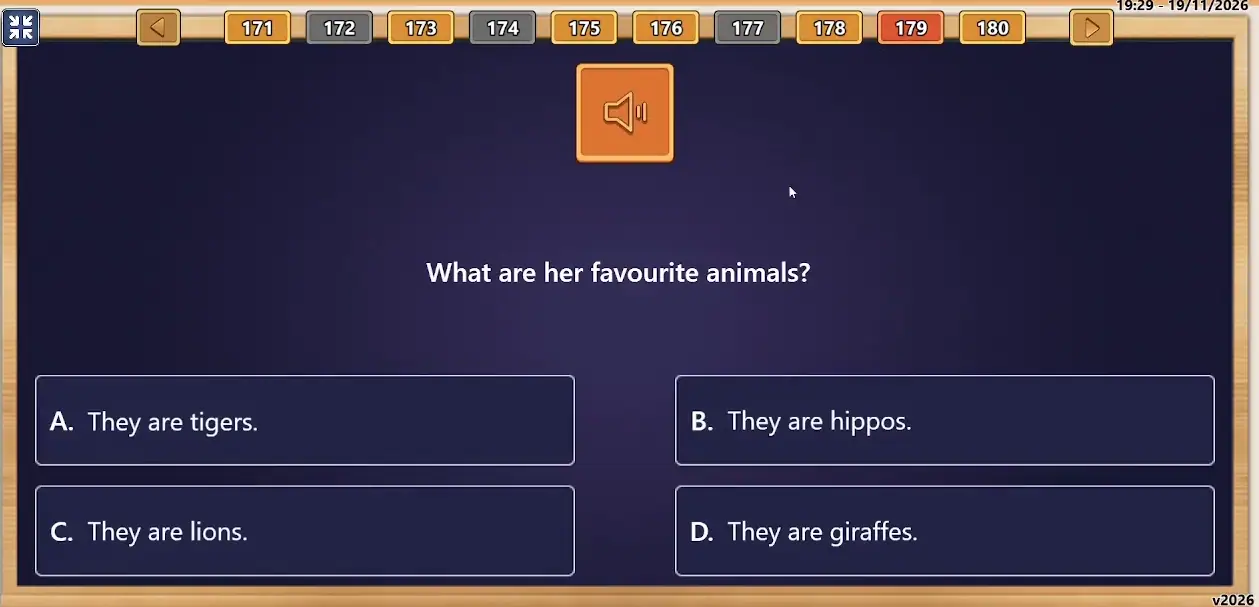 19:29 - 19/11/2026
171 172 173 174 175 176 177 178 179 180
What are her favourite animals?
A. They are tigers.
B. They are hippos.
C. They are lions.
D. They are giraffes.
v2026